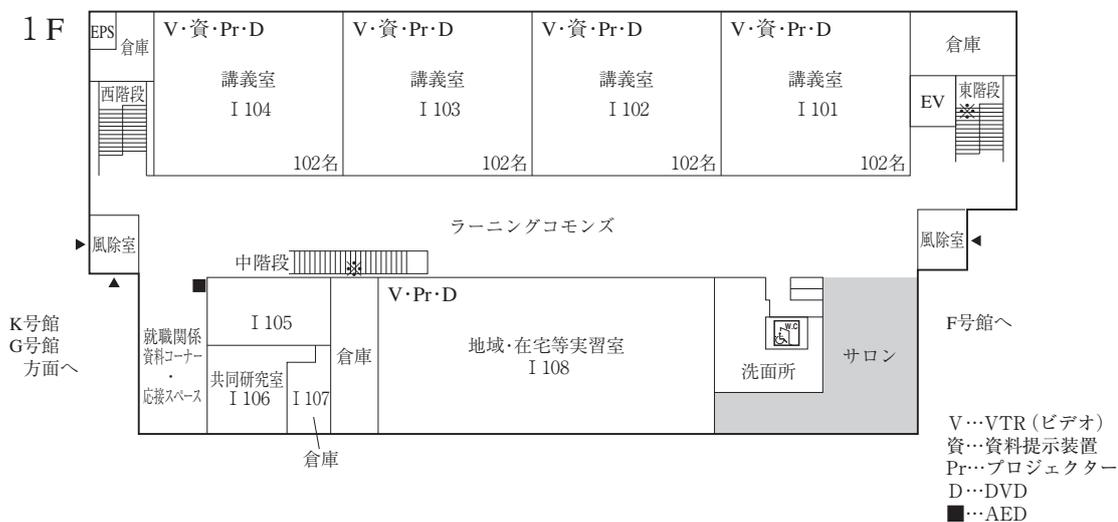 1F
EPS
倉庫
V・資・Pr・D
講義室
I 104
102名
V・資・Pr・D
講義室
I 103
102名
V・資・Pr・D
講義室
I 102
102名
V・資・Pr・D
講義室
I 101
102名
倉庫
西階段
EV
東階段
※
ラーニングコモンズ
風除室
風除室
中階段
※
V・Pr・D
地域・在宅等実習室
I 108
I 105
就職関係
資料コーナー
・
応接スペース
共同研究室
I 106
I 107
倉庫
倉庫
W.C
洗面所
サロン
K号館
G号館
方面へ
F号館へ
V…VTR（ビデオ）
資…資料提示装置
Pr…プロジェクター
D…DVD
■…AED